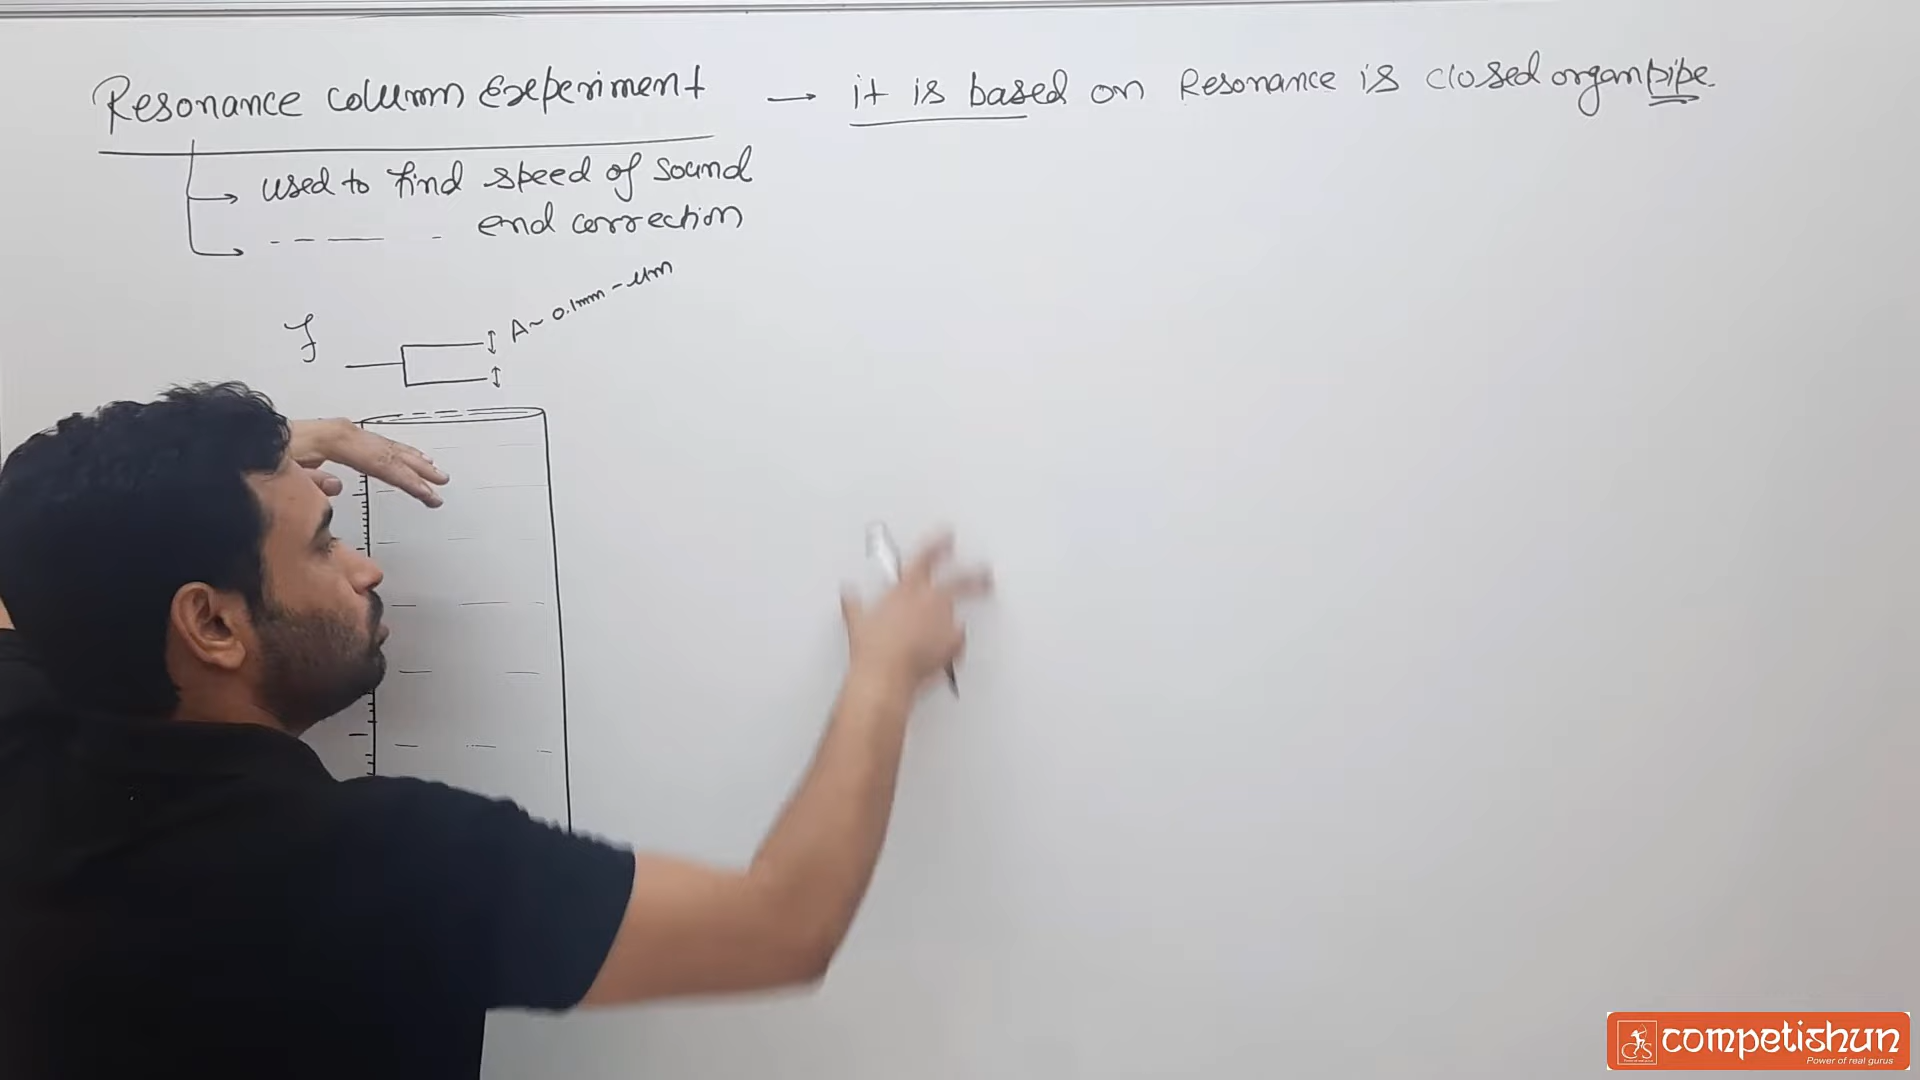 Resonance column Experiment → it is based on Resonance is closed organ pipe.
→ used to find speed of sound
→ - - — - end correction
f
A ~ 0.1mm - μm
competishun
Power of real gurus